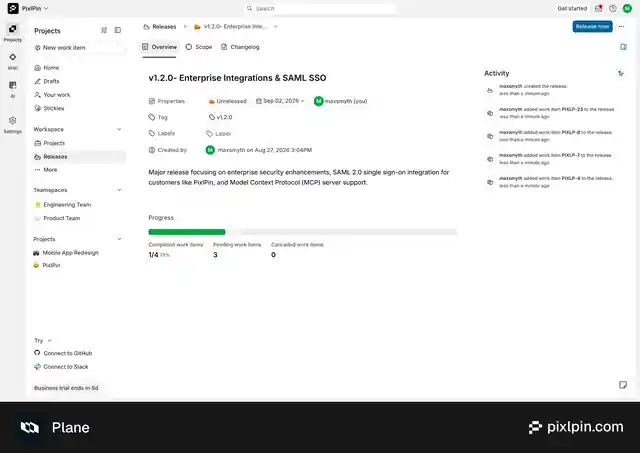 PixlPin
Search
Get started
M
Projects
Wiki
AI
Settings
Projects
New work item
Home
Drafts
Your work
Stickies
Workspace
Projects
Releases
More
Teamspaces
Engineering Team
Product Team
Projects
Mobile App Redesign
PixlPin
Try
Connect to GitHub
Connect to Slack
Business trial ends in 6d
Releases
v1.2.0- Enterprise Inte...
Release now
Overview
Scope
Changelog
v1.2.0- Enterprise Integrations & SAML SSO
Properties
Unreleased
Sep 02, 2026
M
maxsmyth (you)
Tag
v1.2.0
Labels
Label
Created by
M
maxsmyth on Aug 27, 2026 3:04PM
Major release focusing on enterprise security enhancements, SAML 2.0 single sign-on integration for
customers like PixlPin, and Model Context Protocol (MCP) server support.
Progress
Completed work items
Pending work items
Cancelled work items
1/4 25%
3
0
Activity
maxsmyth created the release.
less than a minute ago
maxsmyth added work item PIXLP-23 to the release.
less than a minute ago
maxsmyth added work item PIXLP-8 to the release.
less than a minute ago
maxsmyth added work item PIXLP-7 to the release.
less than a minute ago
maxsmyth added work item PIXLP-4 to the release.
less than a minute ago
Plane
pixlpin.com